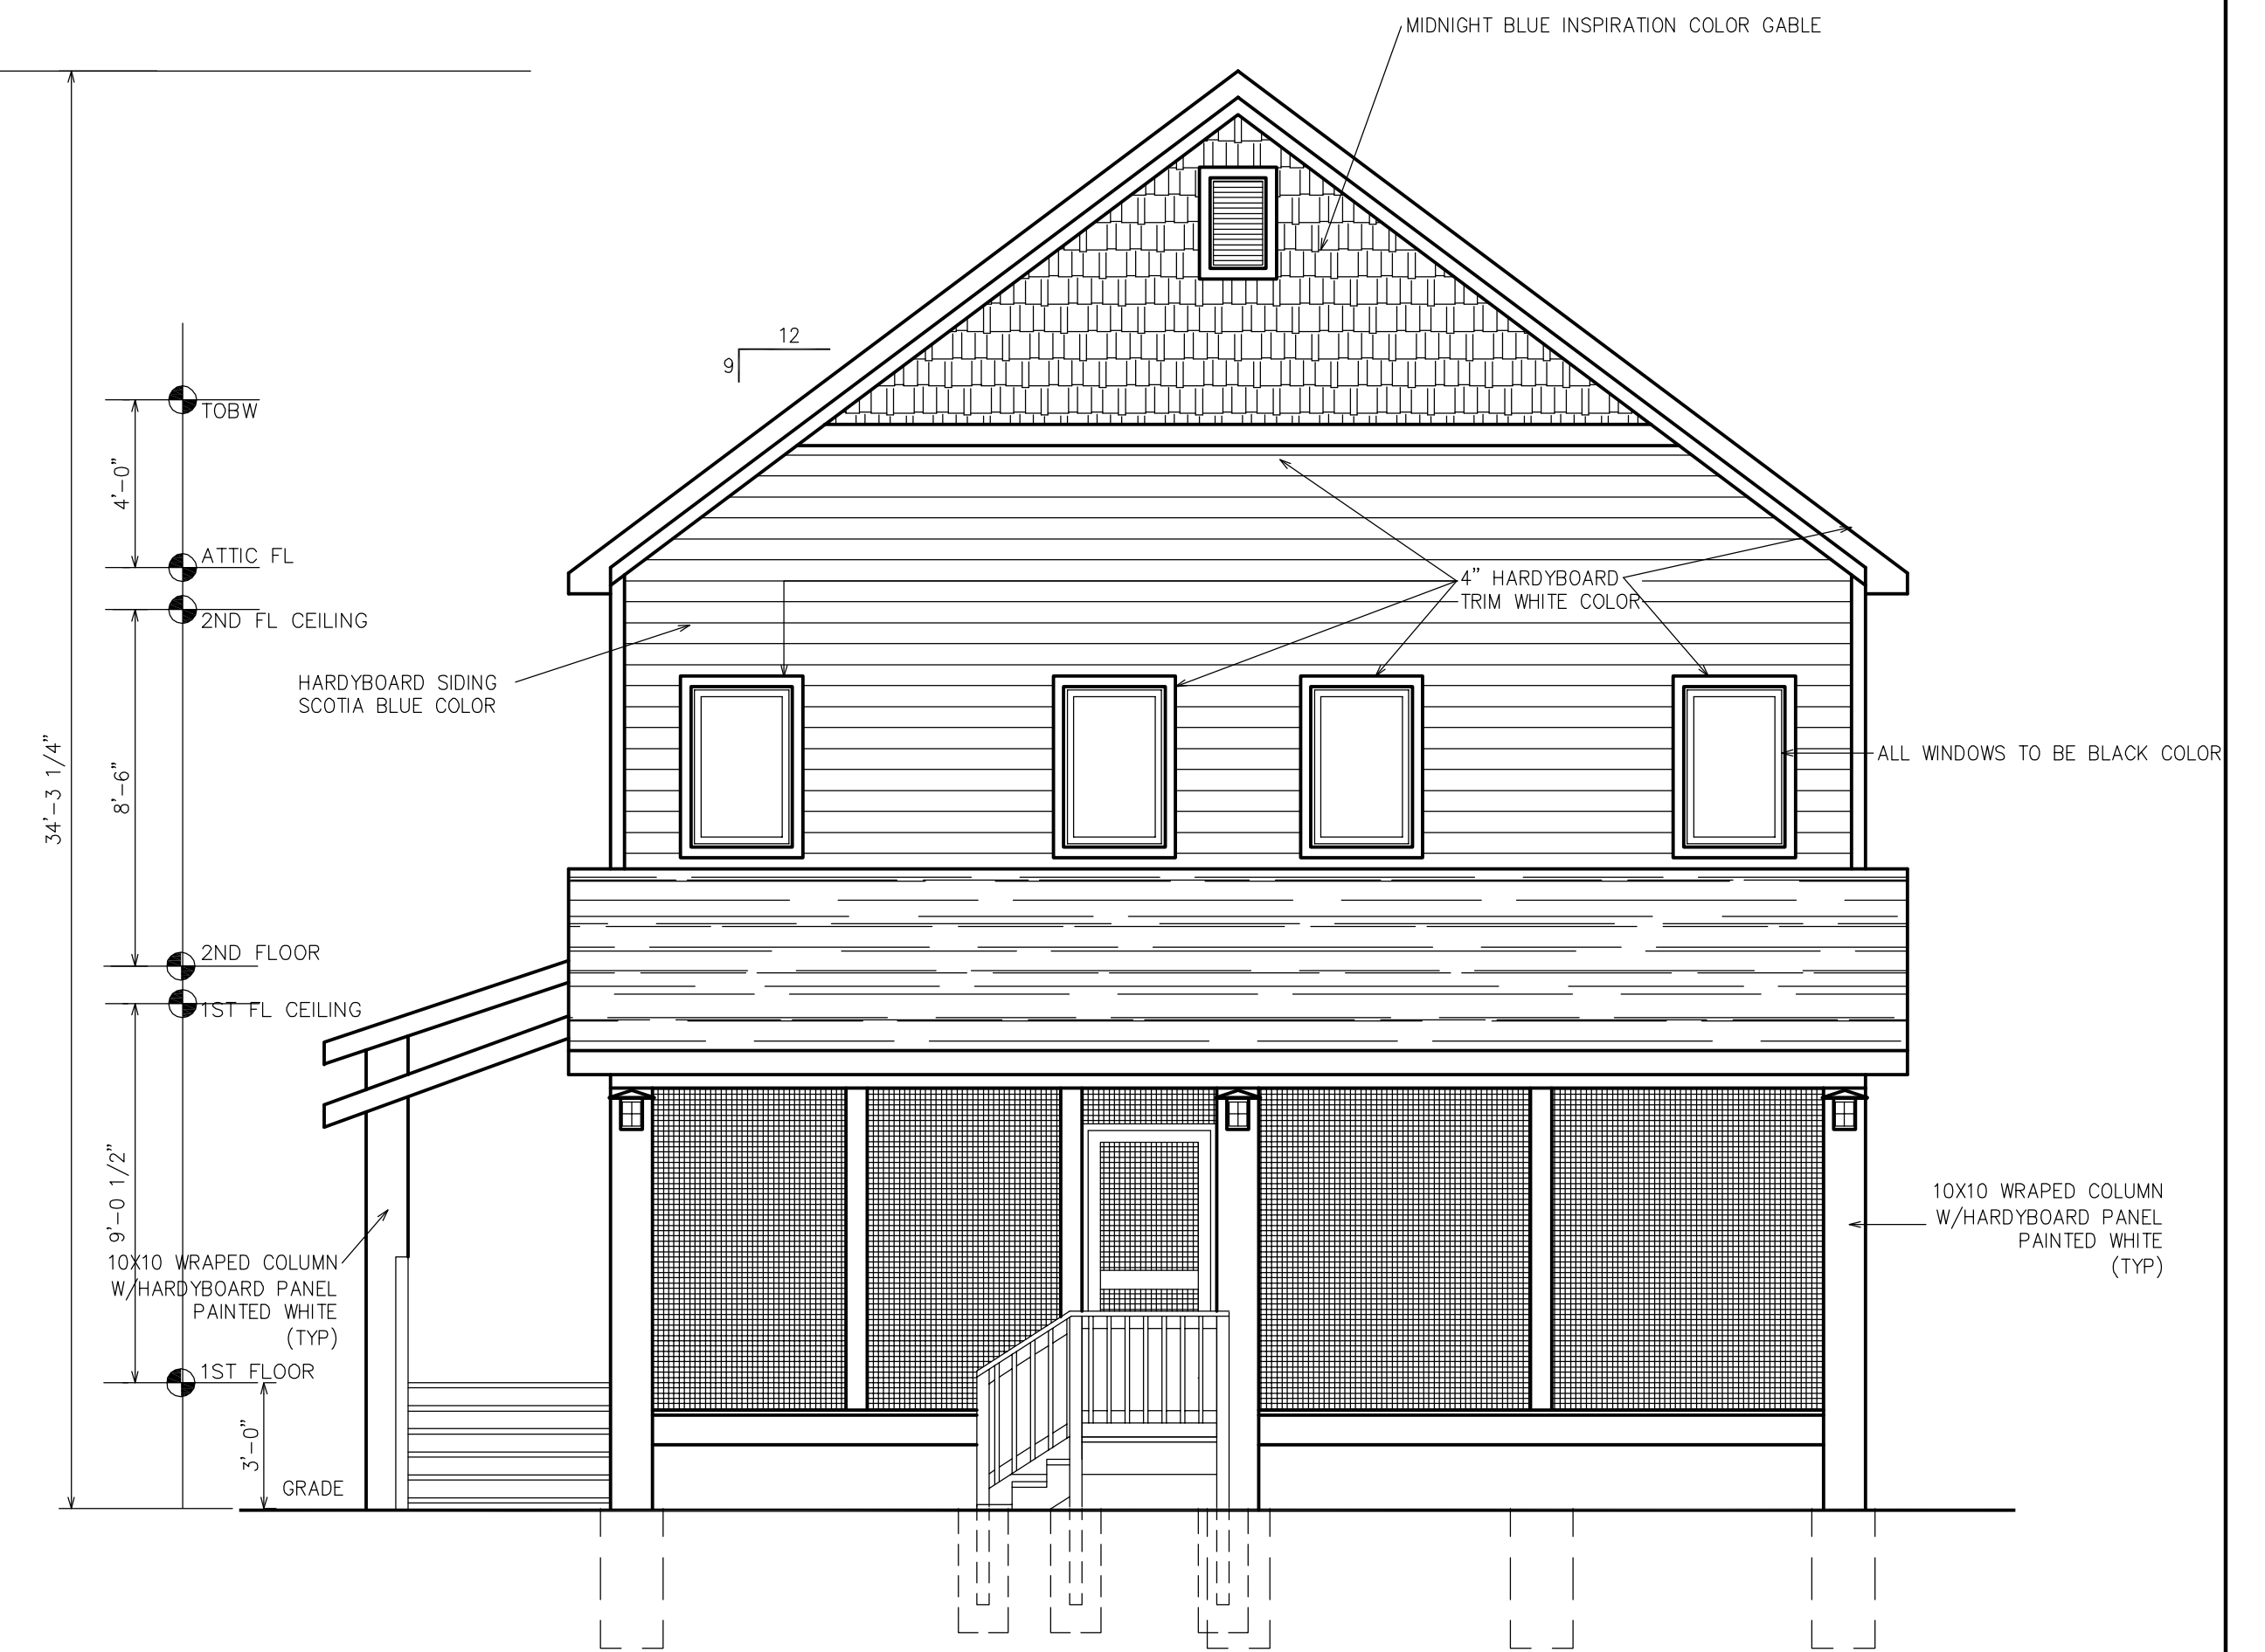 MIDNIGHT BLUE INSPIRATION COLOR GABLE
12
9
TOBW
4'-0"
ATTIC FL
2ND FL CEILING
4" HARDYBOARD
TRIM WHITE COLOR
HARDYBOARD SIDING
SCOTIA BLUE COLOR
ALL WINDOWS TO BE BLACK COLOR
34'-3 1/4"
8'-6"
2ND FLOOR
1ST FL CEILING
9'-0 1/2"
10X10 WRAPED COLUMN
W/HARDYBOARD PANEL
PAINTED WHITE
(TYP)
10X10 WRAPED COLUMN
W/HARDYBOARD PANEL
PAINTED WHITE
(TYP)
1ST FLOOR
3'-0"
GRADE